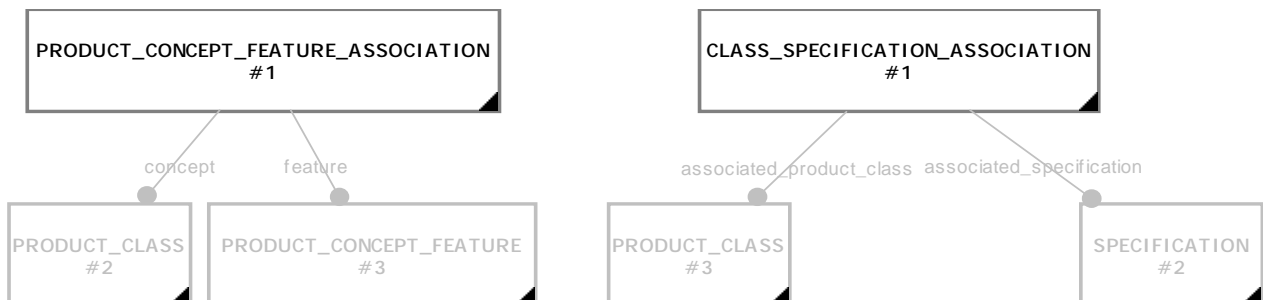 PRODUCT_CONCEPT_FEATURE_ASSOCIATION
#1
concept
feature
PRODUCT_CLASS
#2
PRODUCT_CONCEPT_FEATURE
#3
CLASS_SPECIFICATION_ASSOCIATION
#1
associated_product_class
associated_specification
PRODUCT_CLASS
#3
SPECIFICATION
#2